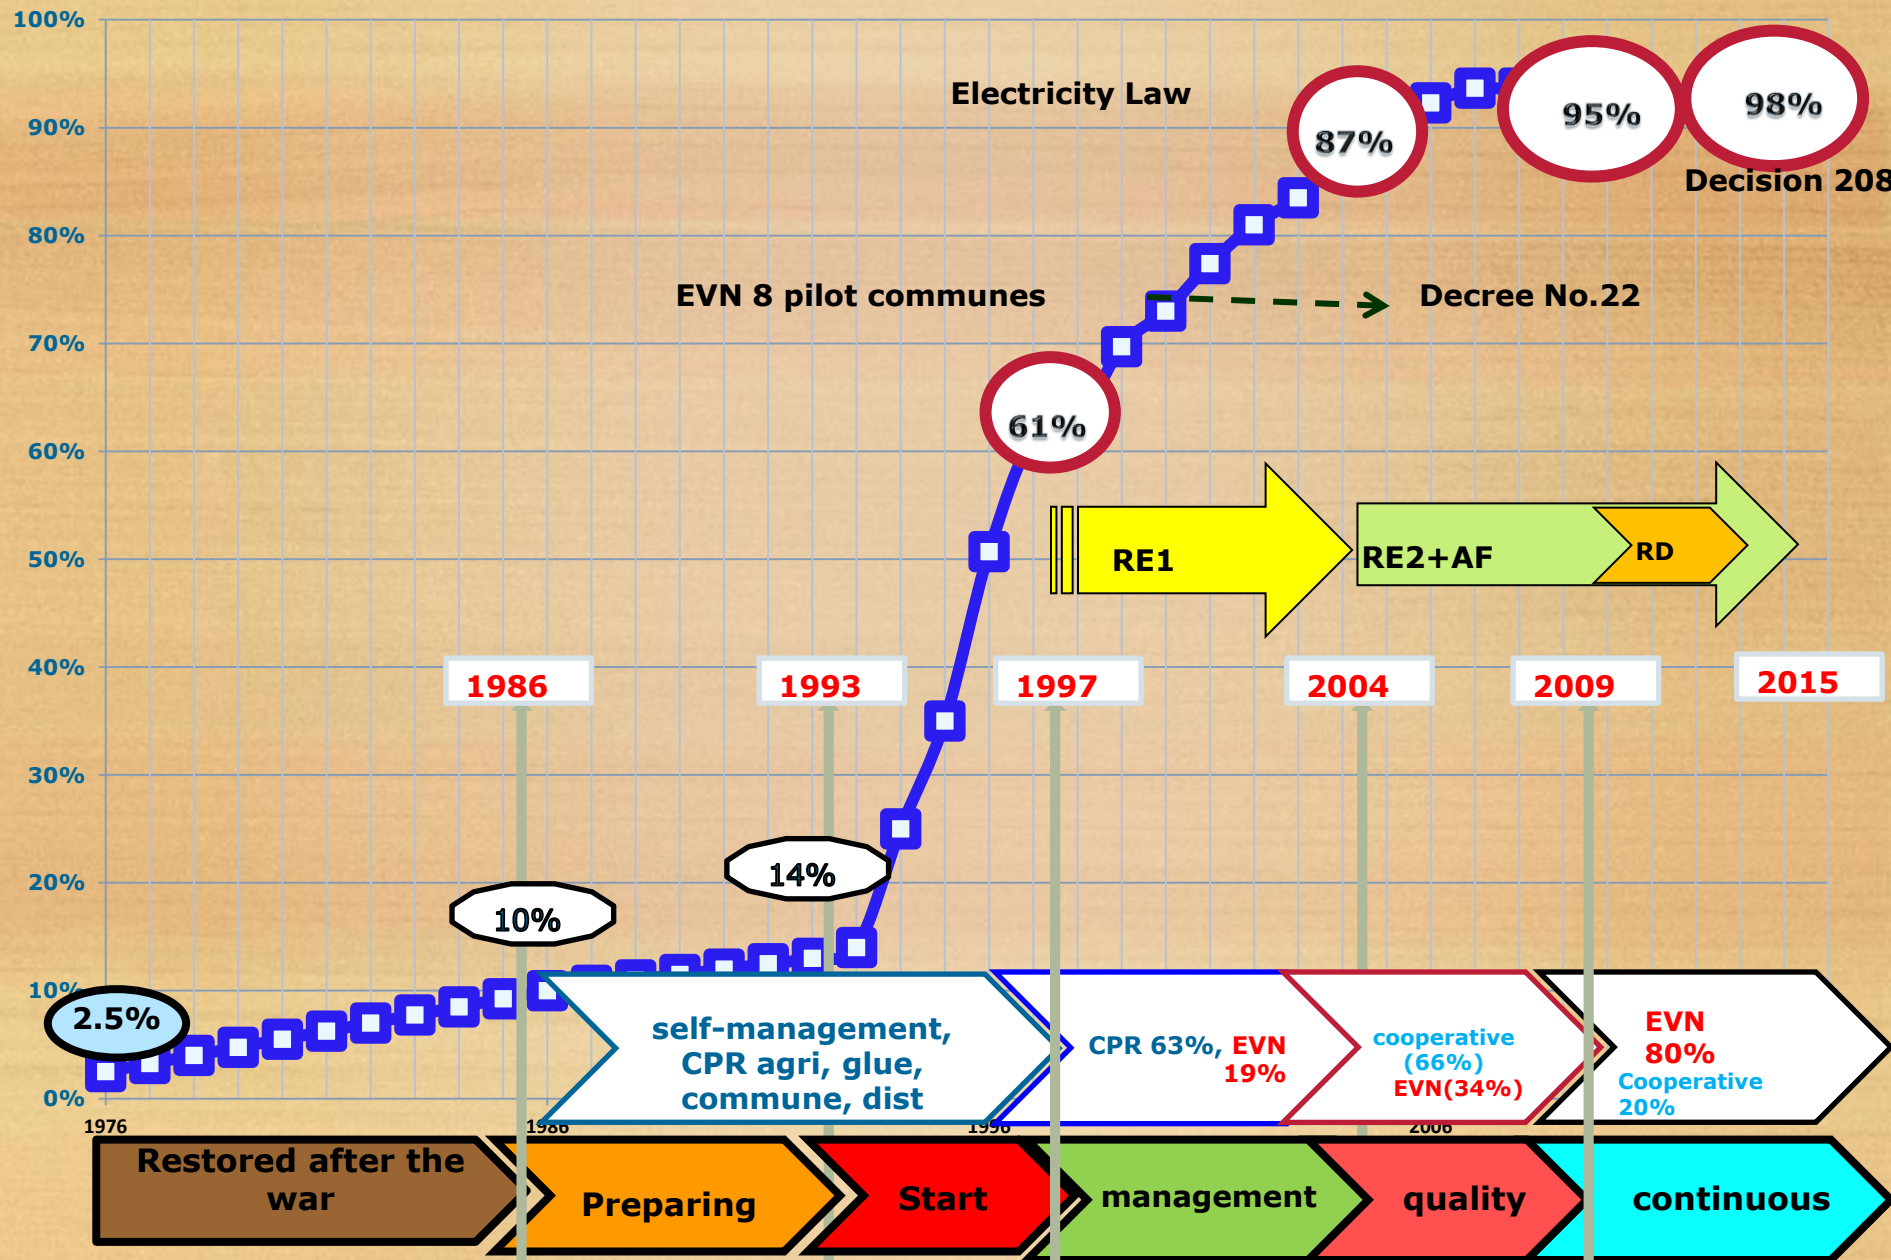 100%
90%
80%
70%
60%
50%
40%
30%
20%
10%
0%
Electricity Law
87%
95%
98%
Decision 208
EVN 8 pilot communes
Decree No.22
61%
RE1
RE2+AF
RD
1986
1993
1997
2004
2009
2015
14%
10%
2.5%
self-management,
CPR agri, glue,
commune, dist
CPR 63%, EVN
19%
cooperative
(66%)
EVN(34%)
EVN
80%
Cooperative
20%
1976
1986
1996
2006
Restored after the
war
Preparing
Start
management
quality
continuous